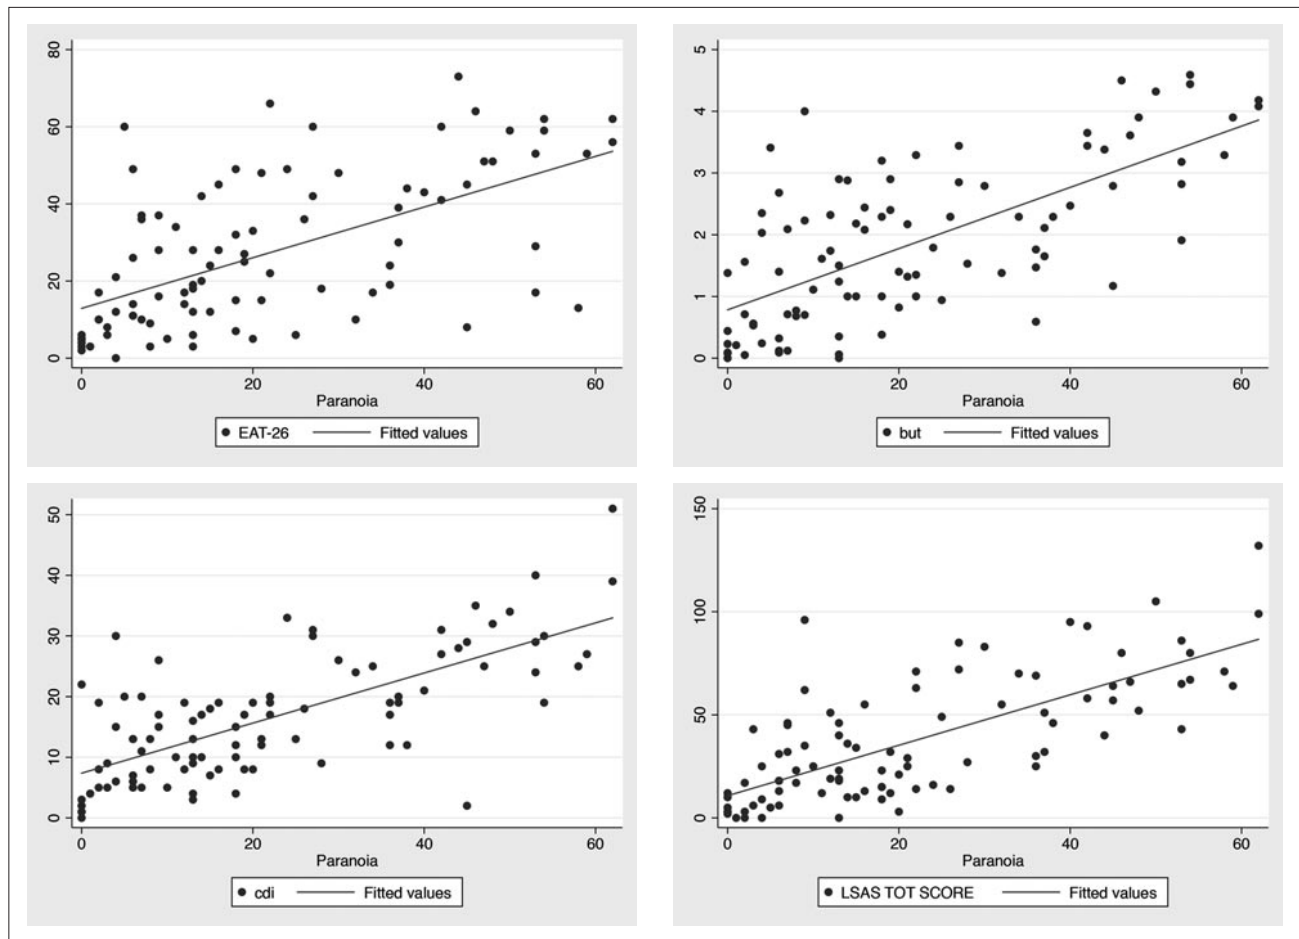 80
60
40
20
0
0 20 40 60
Paranoia
EAT-26 Fitted values
5
4
3
2
1
0
0 20 40 60
Paranoia
but Fitted values
50
40
30
20
10
0
0 20 40 60
Paranoia
cdi Fitted values
150
100
50
0
0 20 40 60
Paranoia
LSAS TOT SCORE Fitted values